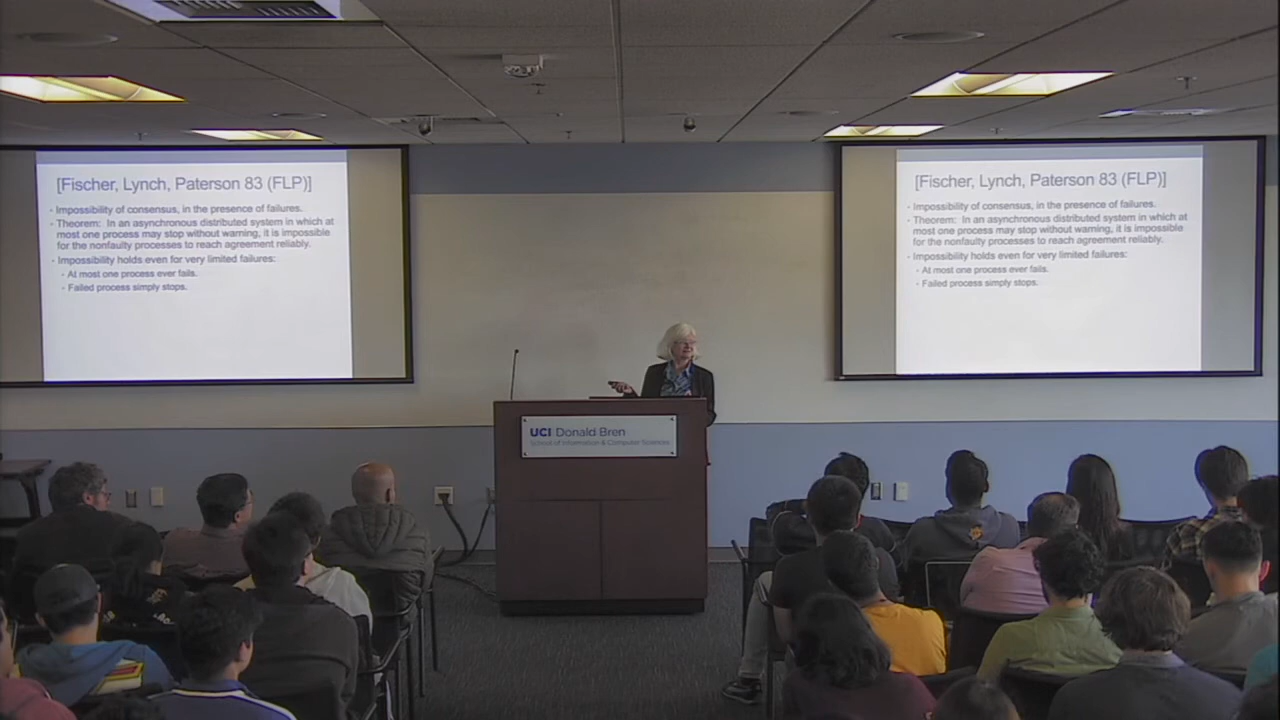 [Fischer, Lynch, Paterson 83 (FLP)]
• Impossibility of consensus, in the presence of failures.
• Theorem: In an asynchronous distributed system in which at
most one process may stop without warning, it is impossible
for the nonfaulty processes to reach agreement reliably.
• Impossibility holds even for very limited failures:
• At most one process ever fails.
• Failed process simply stops.
[Fischer, Lynch, Paterson 83 (FLP)]
• Impossibility of consensus, in the presence of failures.
• Theorem: In an asynchronous distributed system in which at
most one process may stop without warning, it is impossible
for the nonfaulty processes to reach agreement reliably.
• Impossibility holds even for very limited failures:
• At most one process ever fails.
• Failed process simply stops.
UCI Donald Bren
School of Information & Computer Sciences